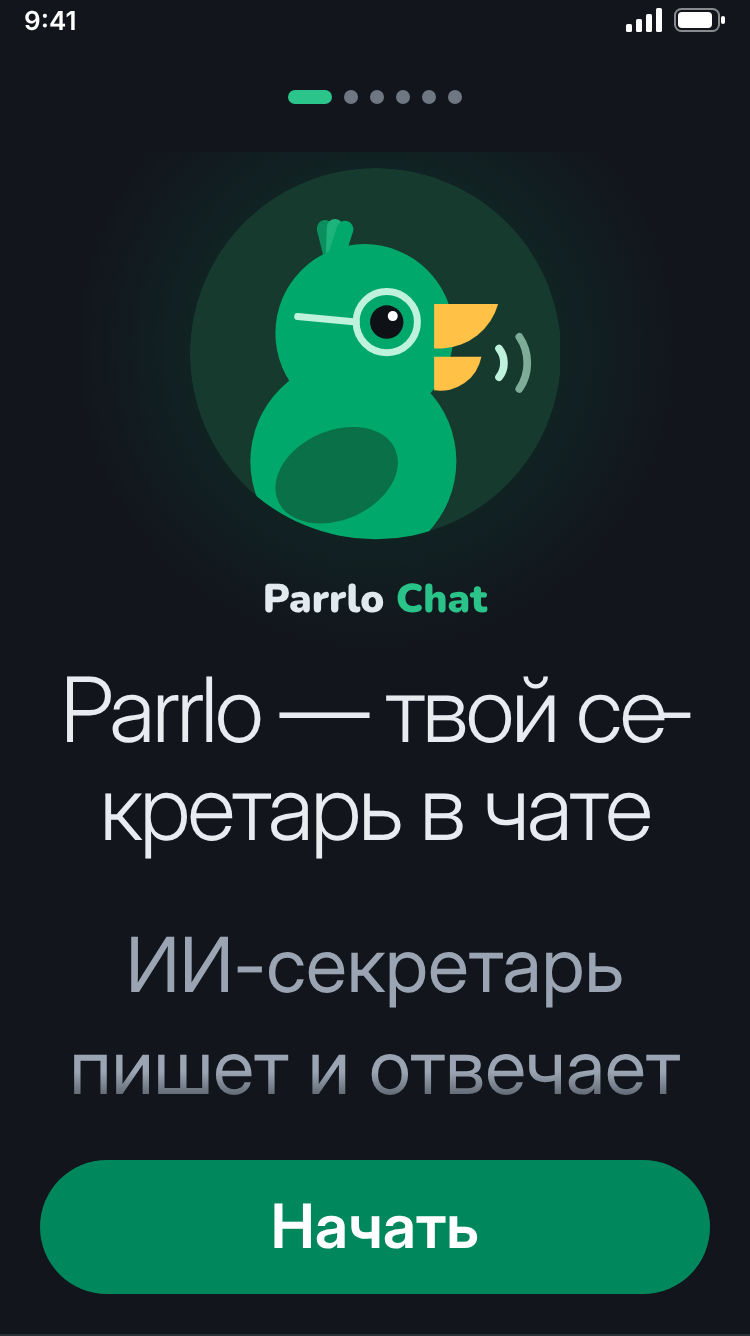 9:41
Parrlo Chat
Parrlo — твой се-
кретарь в чате
ИИ-секретарь
пишет и отвечает
Начать